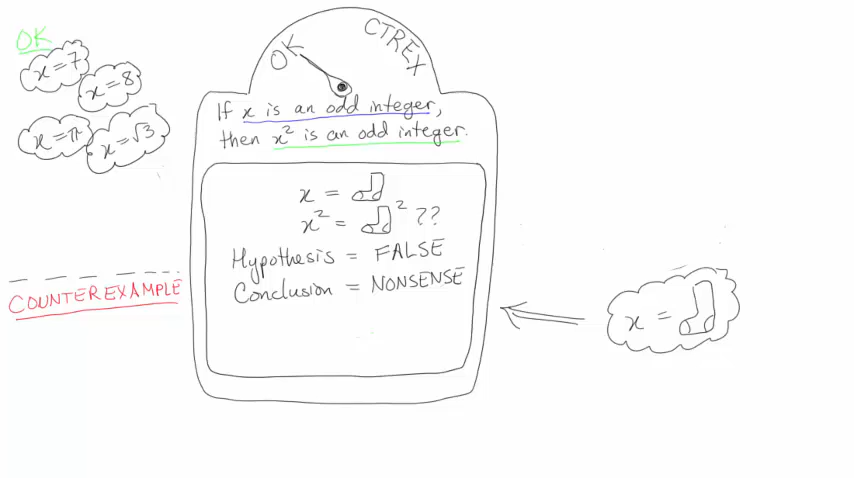 OK
x = 7
x = 8
x = π
x = √3
OK
CTREX
If x is an odd integer,
then x² is an odd integer.
x = ♫
x² = ♫² ??
Hypothesis = FALSE
Conclusion = NONSENSE
COUNTEREXAMPLE
x = ♫